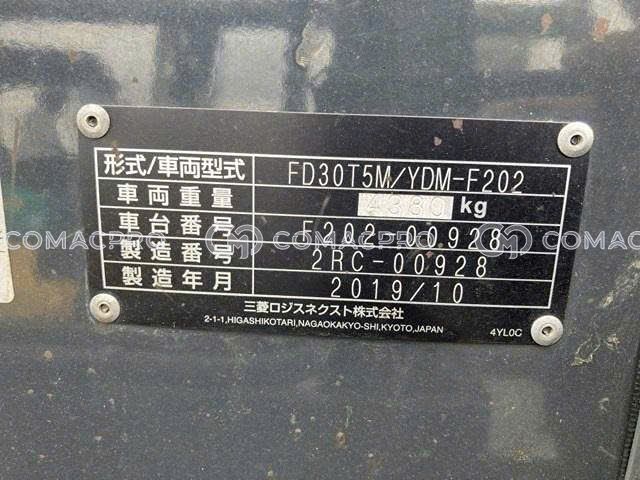 形式/車両型式 FD30T5M/YDM-F202
車両重量 4380 kg
車台番号 F202-00928
製造番号 2RC-00928
製造年月 2019/10
三菱ロジスネクスト株式会社
2-1-1,HIGASHIKOTARI,NAGAOKAKYO-SHI,KYOTO,JAPAN
4YL0C
COMACPRO COMACPRO COMACPRO